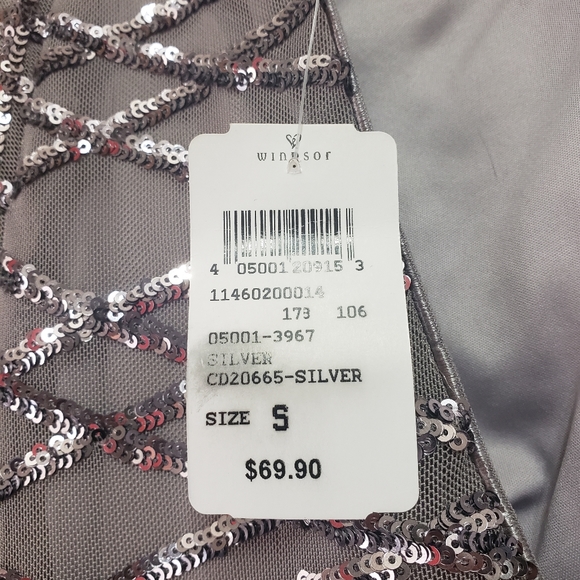 WINDSOR
4 05001 20915 3
11460200014
173 106
05001-3967
SILVER
CD20665-SILVER
SIZE S
$69.90